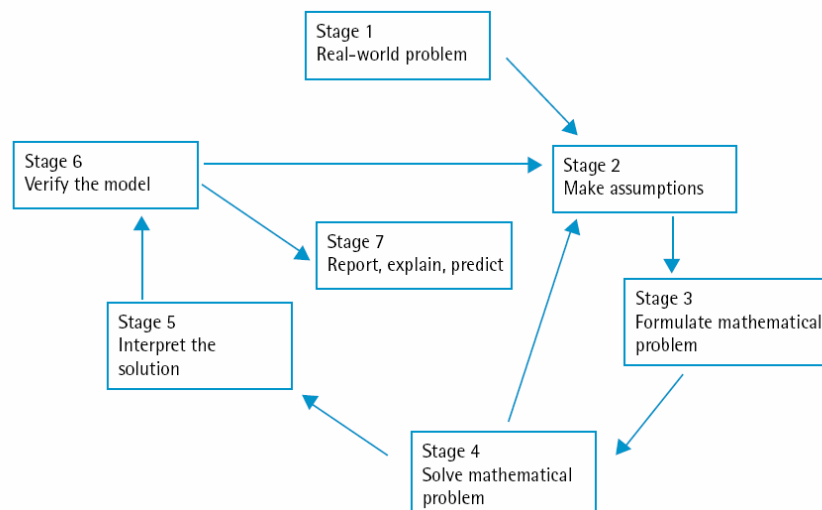 Stage 1
Real-world problem
Stage 6
Verify the model
Stage 2
Make assumptions
Stage 7
Report, explain, predict
Stage 3
Formulate mathematical
problem
Stage 5
Interpret the
solution
Stage 4
Solve mathematical
problem